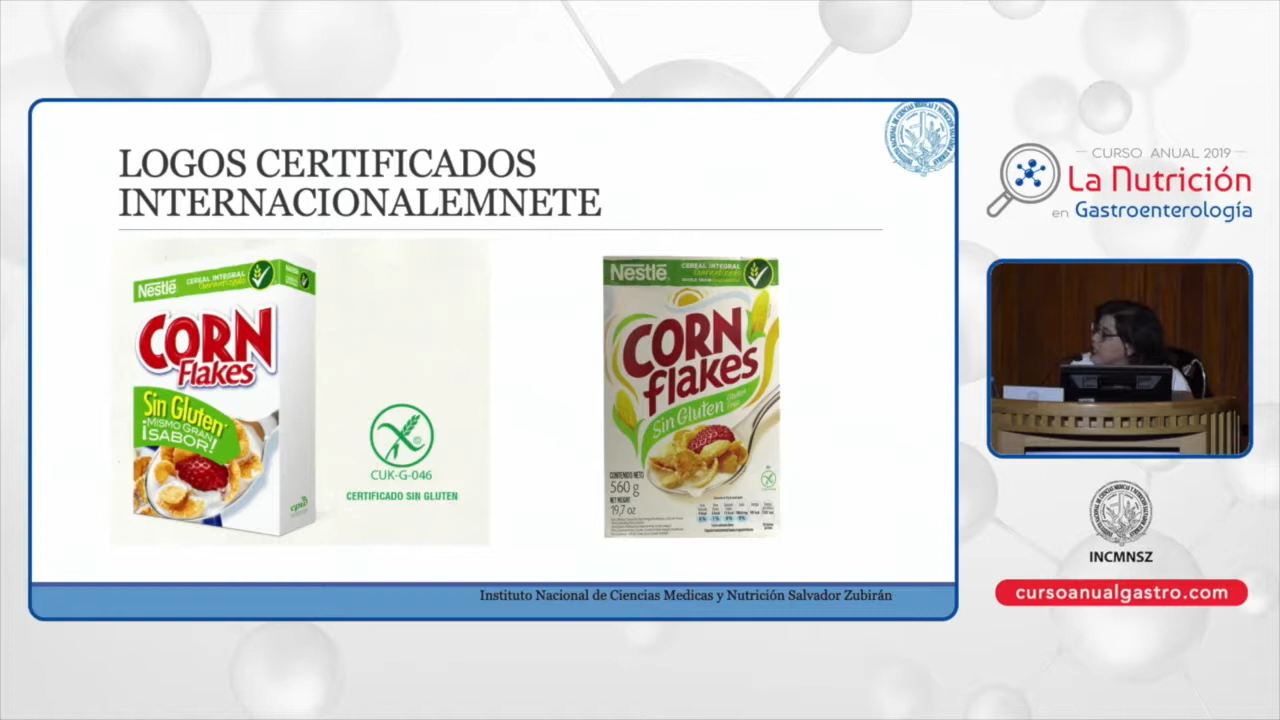 LOGOS CERTIFICADOS
INTERNACIONALEMNETE
Nestlé
CEREAL INTEGRAL
CORN
Flakes
Sin Gluten
¡MISMO GRAN
SABOR!
CUK-G-046
CERTIFICADO SIN GLUTEN
Nestlé
CEREAL INTEGRAL
CORN
flakes
Sin Gluten
CONTENIDO NETO
560 g
NET WEIGHT
19,7 oz
Instituto Nacional de Ciencias Medicas y Nutrición Salvador Zubirán
CURSO ANUAL 2019
La Nutrición
en Gastroenterología
INCMNSZ
cursoanualgastro.com